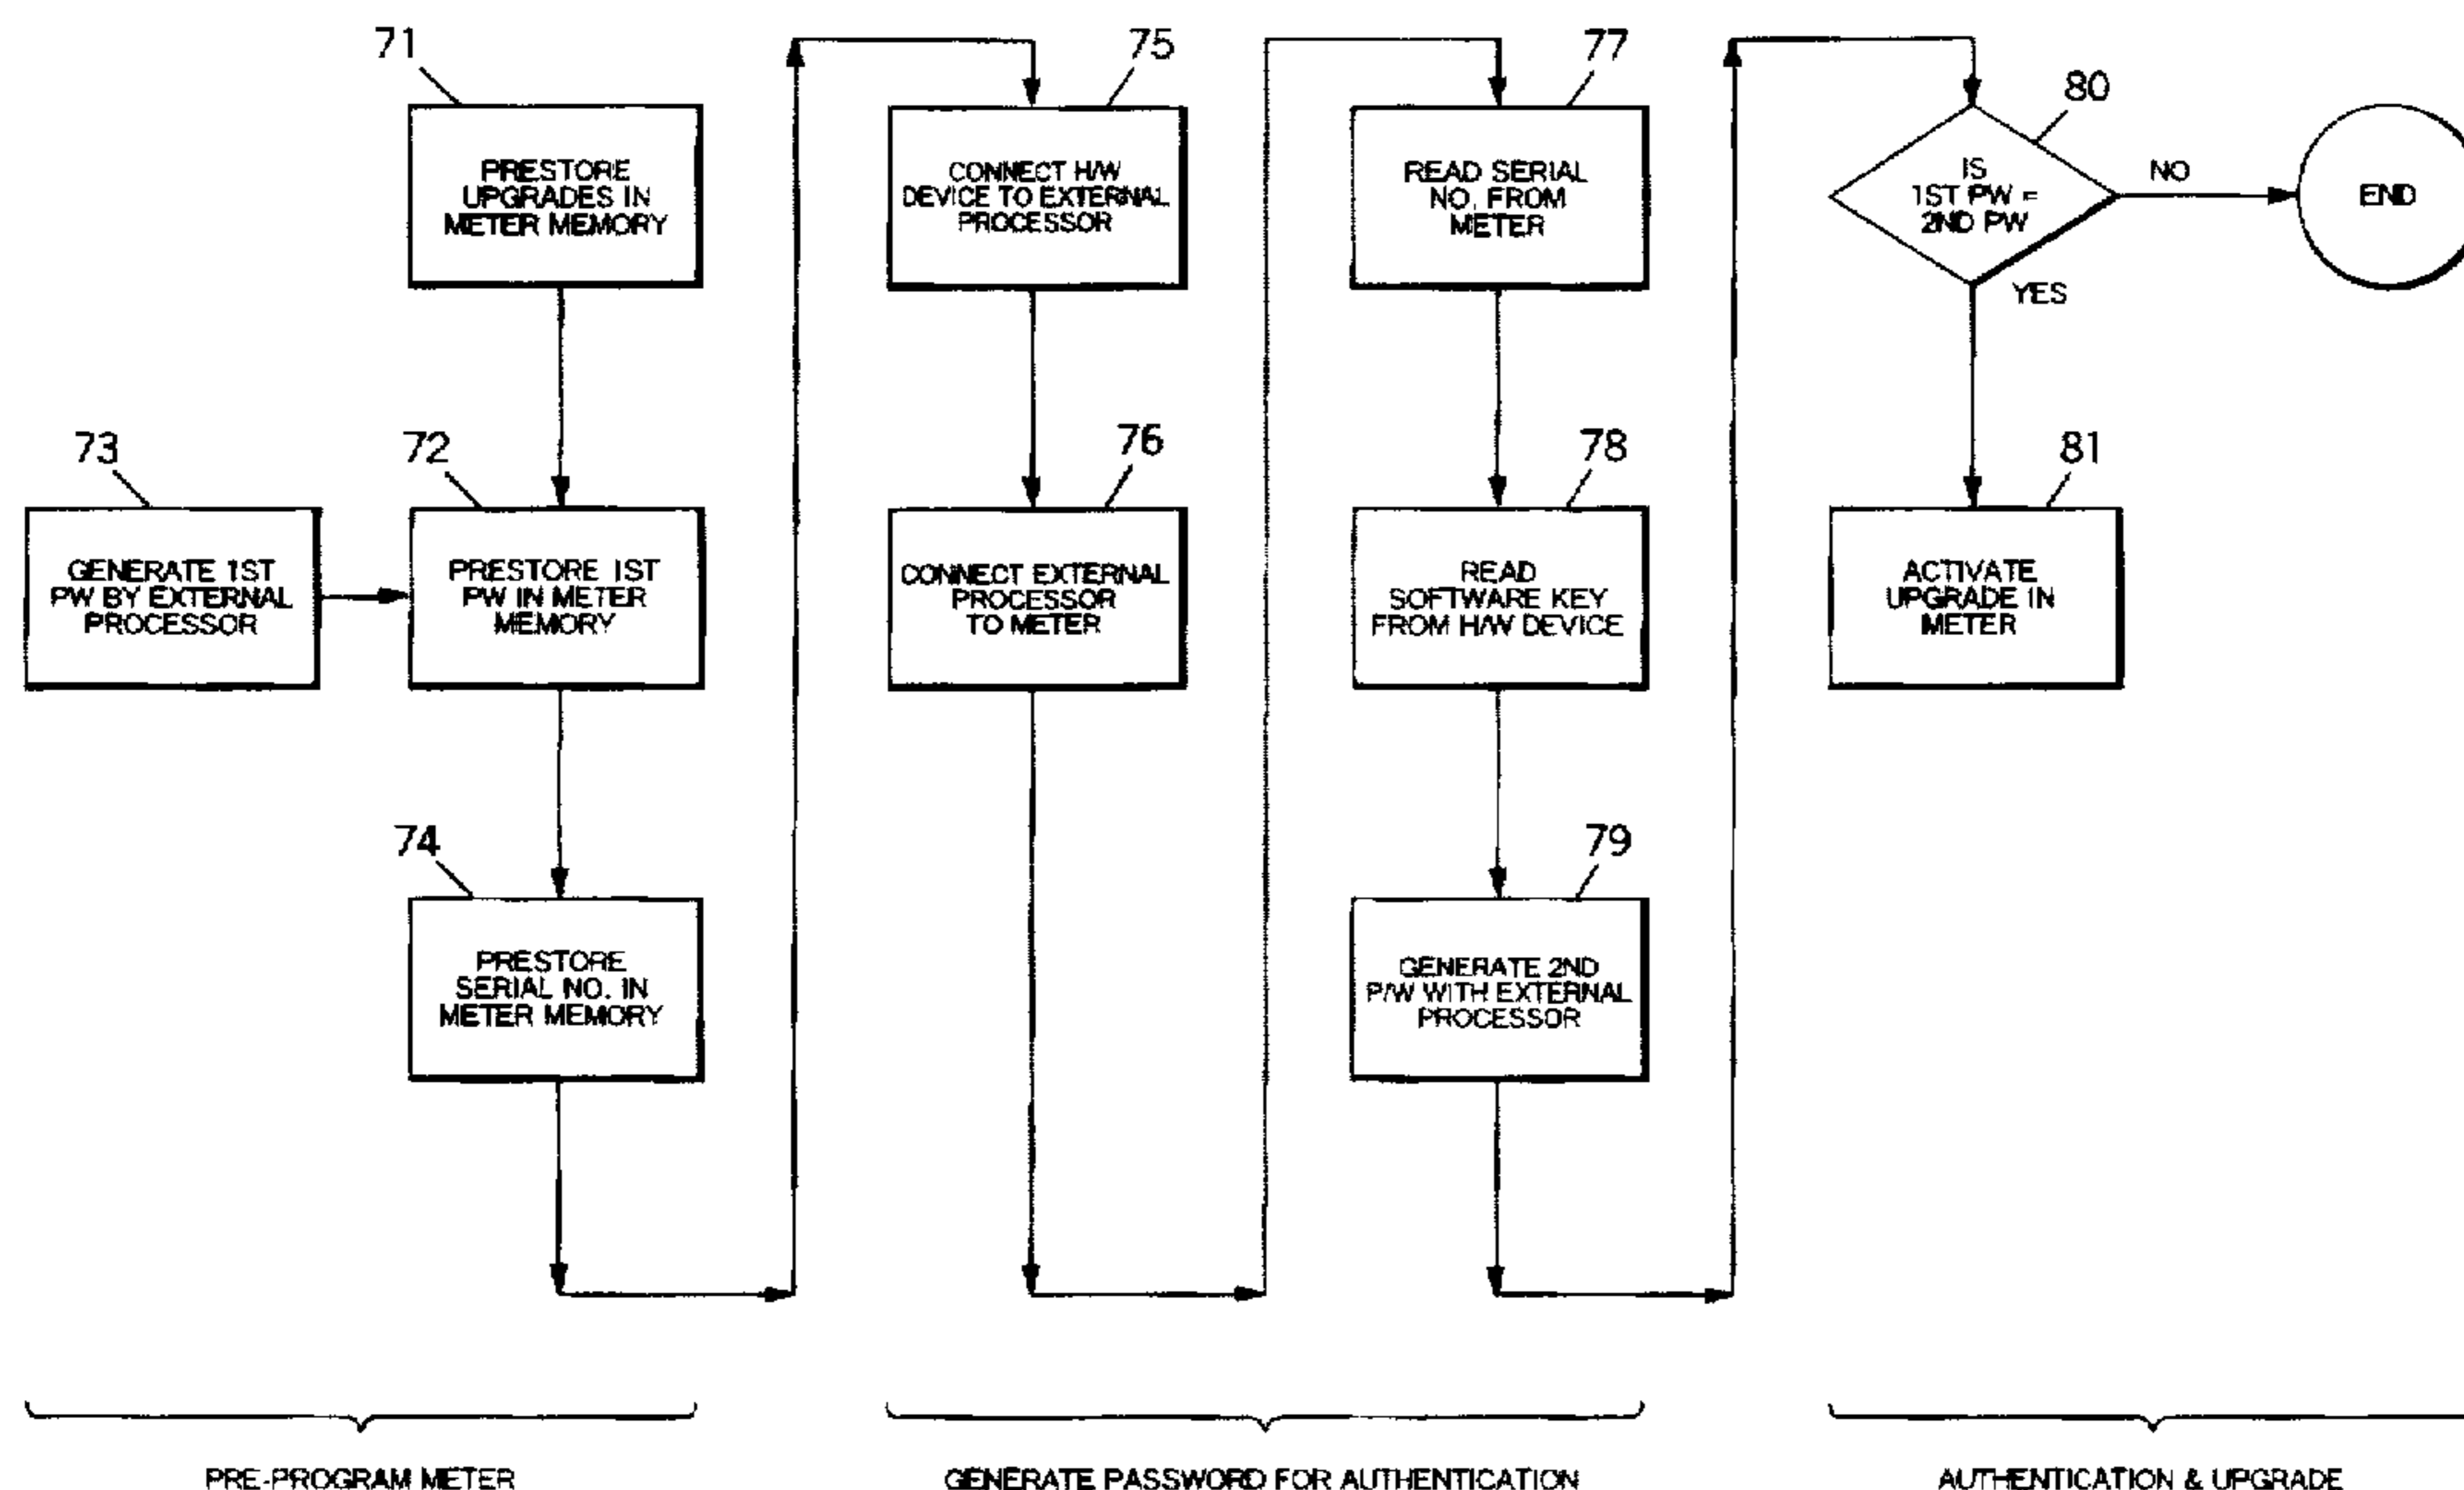 71
PRESTORE
UPGRADES IN
METER MEMORY
73
GENERATE 1ST
PW BY EXTERNAL
PROCESSOR
72
PRESTORE 1ST
PW IN METER
MEMORY
74
PRESTORE
SERIAL NO. IN
METER MEMORY
75
CONNECT H/W
DEVICE TO EXTERNAL
PROCESSOR
76
CONNECT EXTERNAL
PROCESSOR
TO METER
77
READ SERIAL
NO. FROM
METER
78
READ
SOFTWARE KEY
FROM H/W DEVICE
79
GENERATE 2ND
P/W WITH EXTERNAL
PROCESSOR
80
IS
1ST PW =
2ND PW
NO
END
YES
81
ACTIVATE
UPGRADE IN
METER
PRE-PROGRAM METER
GENERATE PASSWORD FOR AUTHENTICATION
AUTHENTICATION & UPGRADE